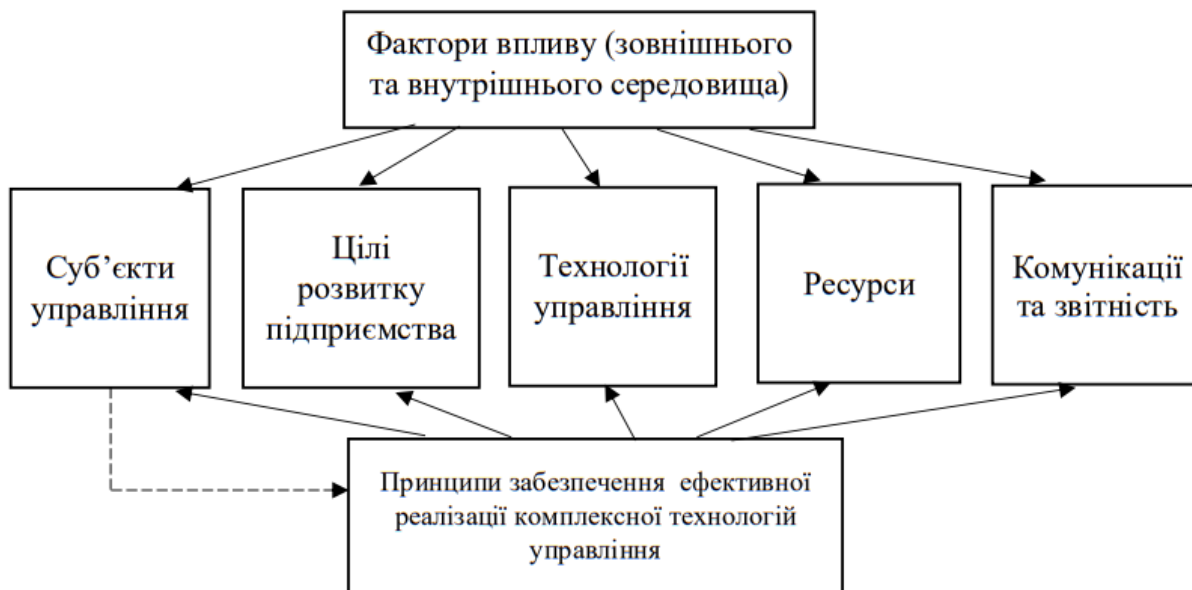 Фактори впливу (зовнішнього
та внутрішнього середовища)
Суб’єкти
управління
Цілі
розвитку
підприємства
Технології
управління
Ресурси
Комунікації
та звітність
Принципи забезпечення ефективної
реалізації комплексної технологій
управління